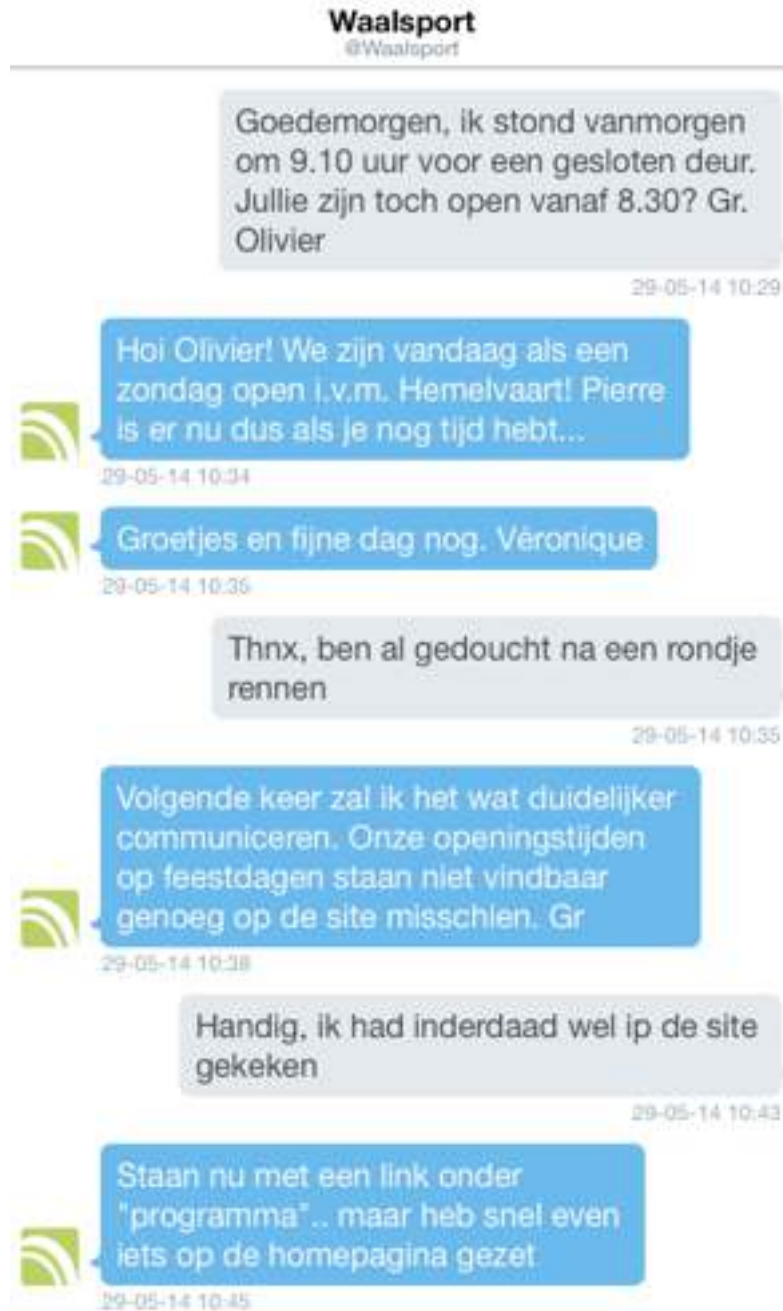 Waalsport
@Waalsport
Goedemorgen, ik stond vanmorgen
om 9.10 uur voor een gesloten deur.
Jullie zijn toch open vanaf 8.30? Gr.
Olivier
29-05-14 10:29
Hoi Olivier! We zijn vandaag als een
zondag open i.v.m. Hemelvaart! Pierre
is er nu dus als je nog tijd hebt...
29-05-14 10:34
Groetjes en fijne dag nog. Véronique
29-05-14 10:35
Thnx, ben al gedoucht na een rondje
rennen
29-05-14 10:35
Volgende keer zal ik het wat duidelijker
communiceren. Onze openingstijden
op feestdagen staan niet vindbaar
genoeg op de site misschien. Gr
29-05-14 10:38
Handig, ik had inderdaad wel ip de site
gekeken
29-05-14 10:43
Staan nu met een link onder
"programma".. maar heb snel even
iets op de homepagina gezet
29-05-14 10:45